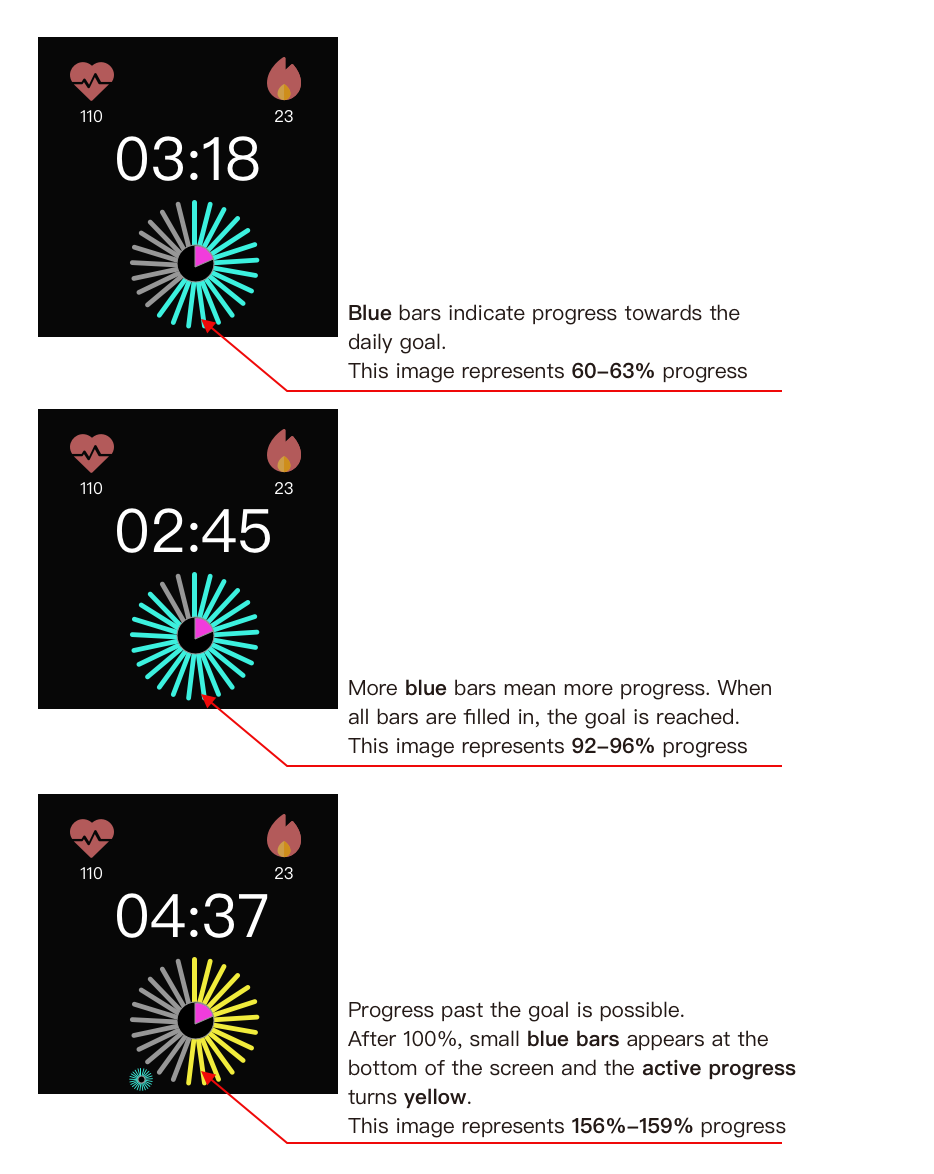 110
23
03:18
Blue bars indicate progress towards the
daily goal.
This image represents 60–63% progress
110
23
02:45
More blue bars mean more progress. When
all bars are filled in, the goal is reached.
This image represents 92–96% progress
110
23
04:37
Progress past the goal is possible.
After 100%, small blue bars appears at the
bottom of the screen and the active progress
turns yellow.
This image represents 156%–159% progress